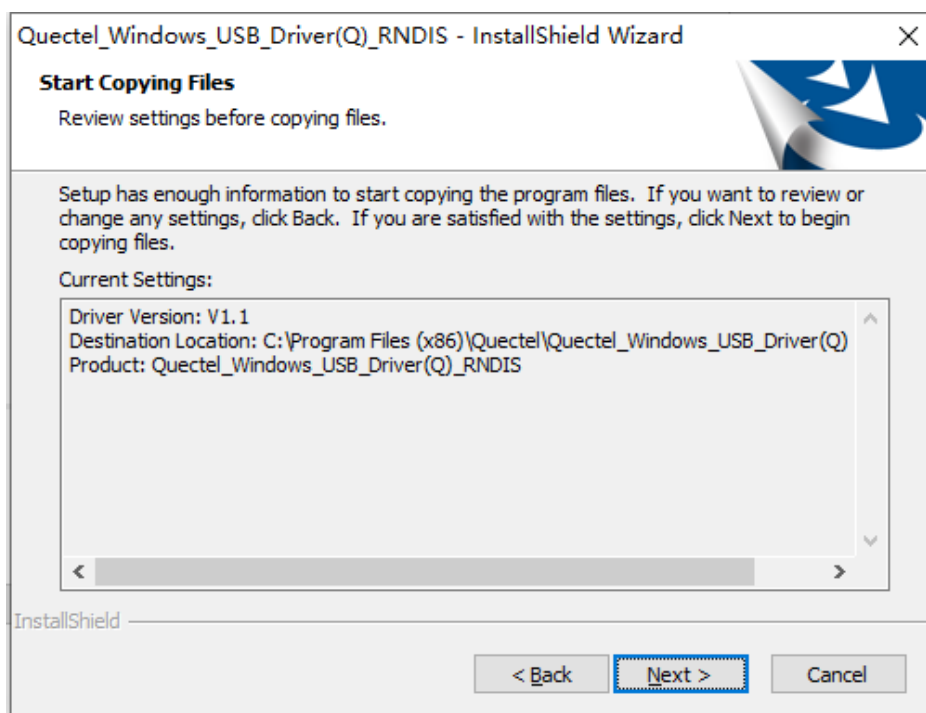 Quectel_Windows_USB_Driver(Q)_RNDIS - InstallShield Wizard
Start Copying Files
Review settings before copying files.
Setup has enough information to start copying the program files. If you want to review or
change any settings, click Back. If you are satisfied with the settings, click Next to begin
copying files.
Current Settings:
Driver Version: V1.1
Destination Location: C:\Program Files (x86)\Quectel\Quectel_Windows_USB_Driver(Q)
Product: Quectel_Windows_USB_Driver(Q)_RNDIS
InstallShield
< Back
Next >
Cancel